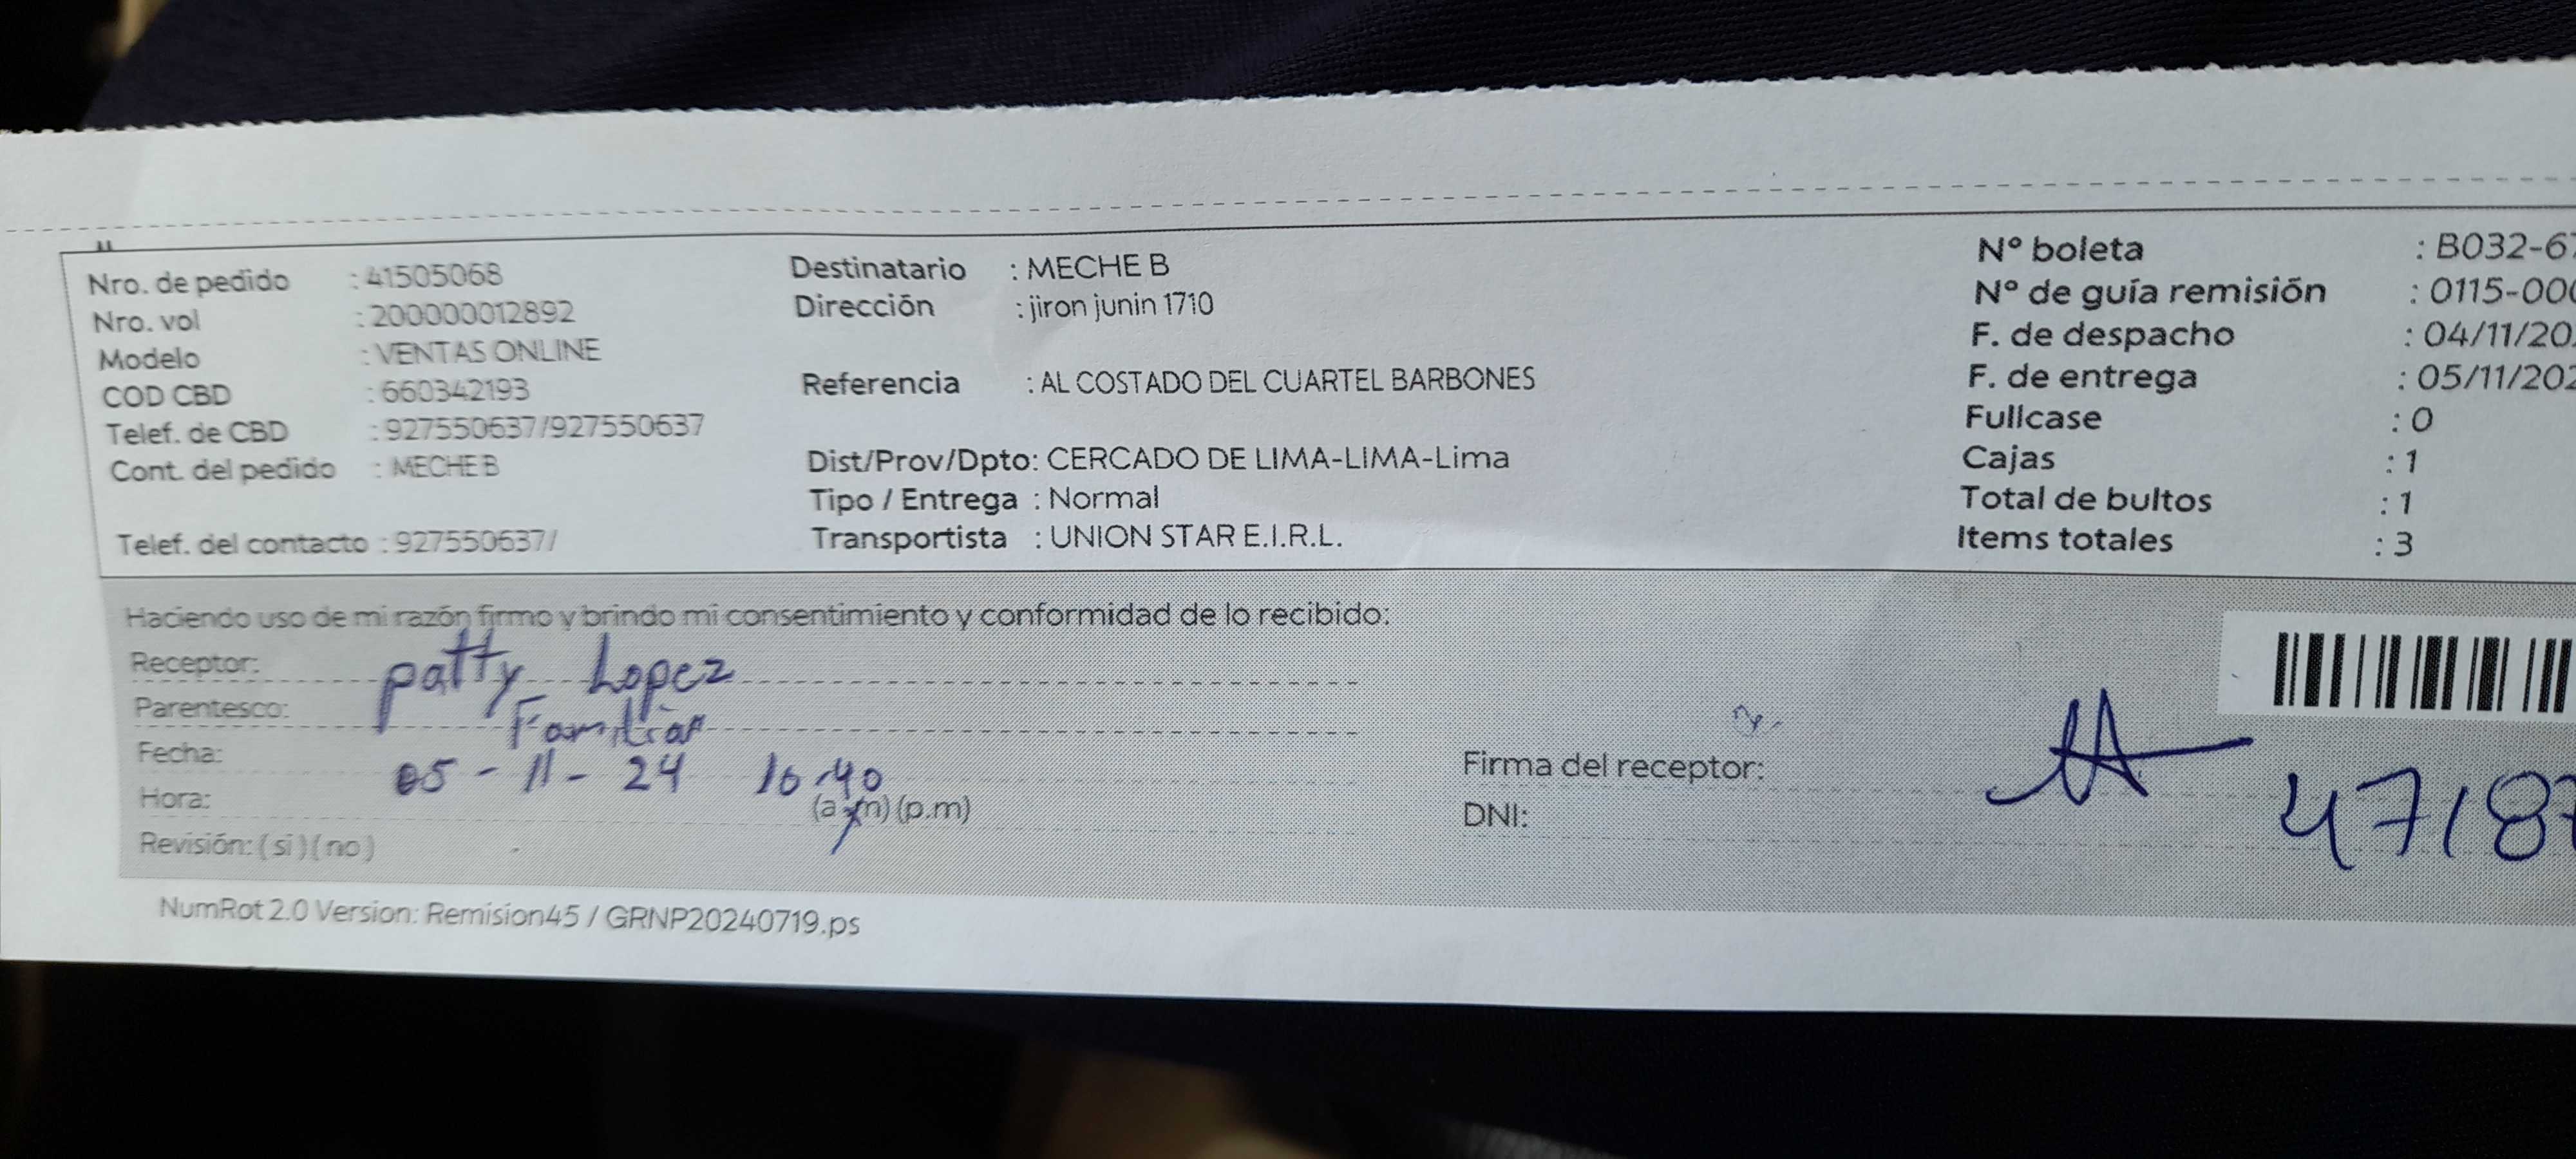 Nro. de pedido : 41505068
Nro. vol : 200000012892
Modelo : VENTAS ONLINE
COD CBD : 660342193
Telef. de CBD : 927550637/927550637
Cont. del pedido : MECHE B
Telef. del contacto : 927550637/
Destinatario : MECHE B
Dirección : jiron junin 1710
Referencia : AL COSTADO DEL CUARTEL BARBONES
Dist/Prov/Dpto: CERCADO DE LIMA-LIMA-Lima
Tipo / Entrega : Normal
Transportista : UNION STAR E.I.R.L.
Nº boleta : B032-67
Nº de guía remisión : 0115-000
F. de despacho : 04/11/20
F. de entrega : 05/11/202
Fullcase : 0
Cajas : 1
Total de bultos : 1
Items totales : 3
Haciendo uso de mi razón firmo y brindo mi consentimiento y conformidad de lo recibido:
Receptor: patty Lopez
Parentesco: Familiar
Fecha: 05-11-24 10:40
Hora: (a.m) (p.m)
Revisión: ( si ) ( no )
Firma del receptor:
DNI: 47187
NumRot 2.0 Version: Remision45 / GRNP20240719.ps